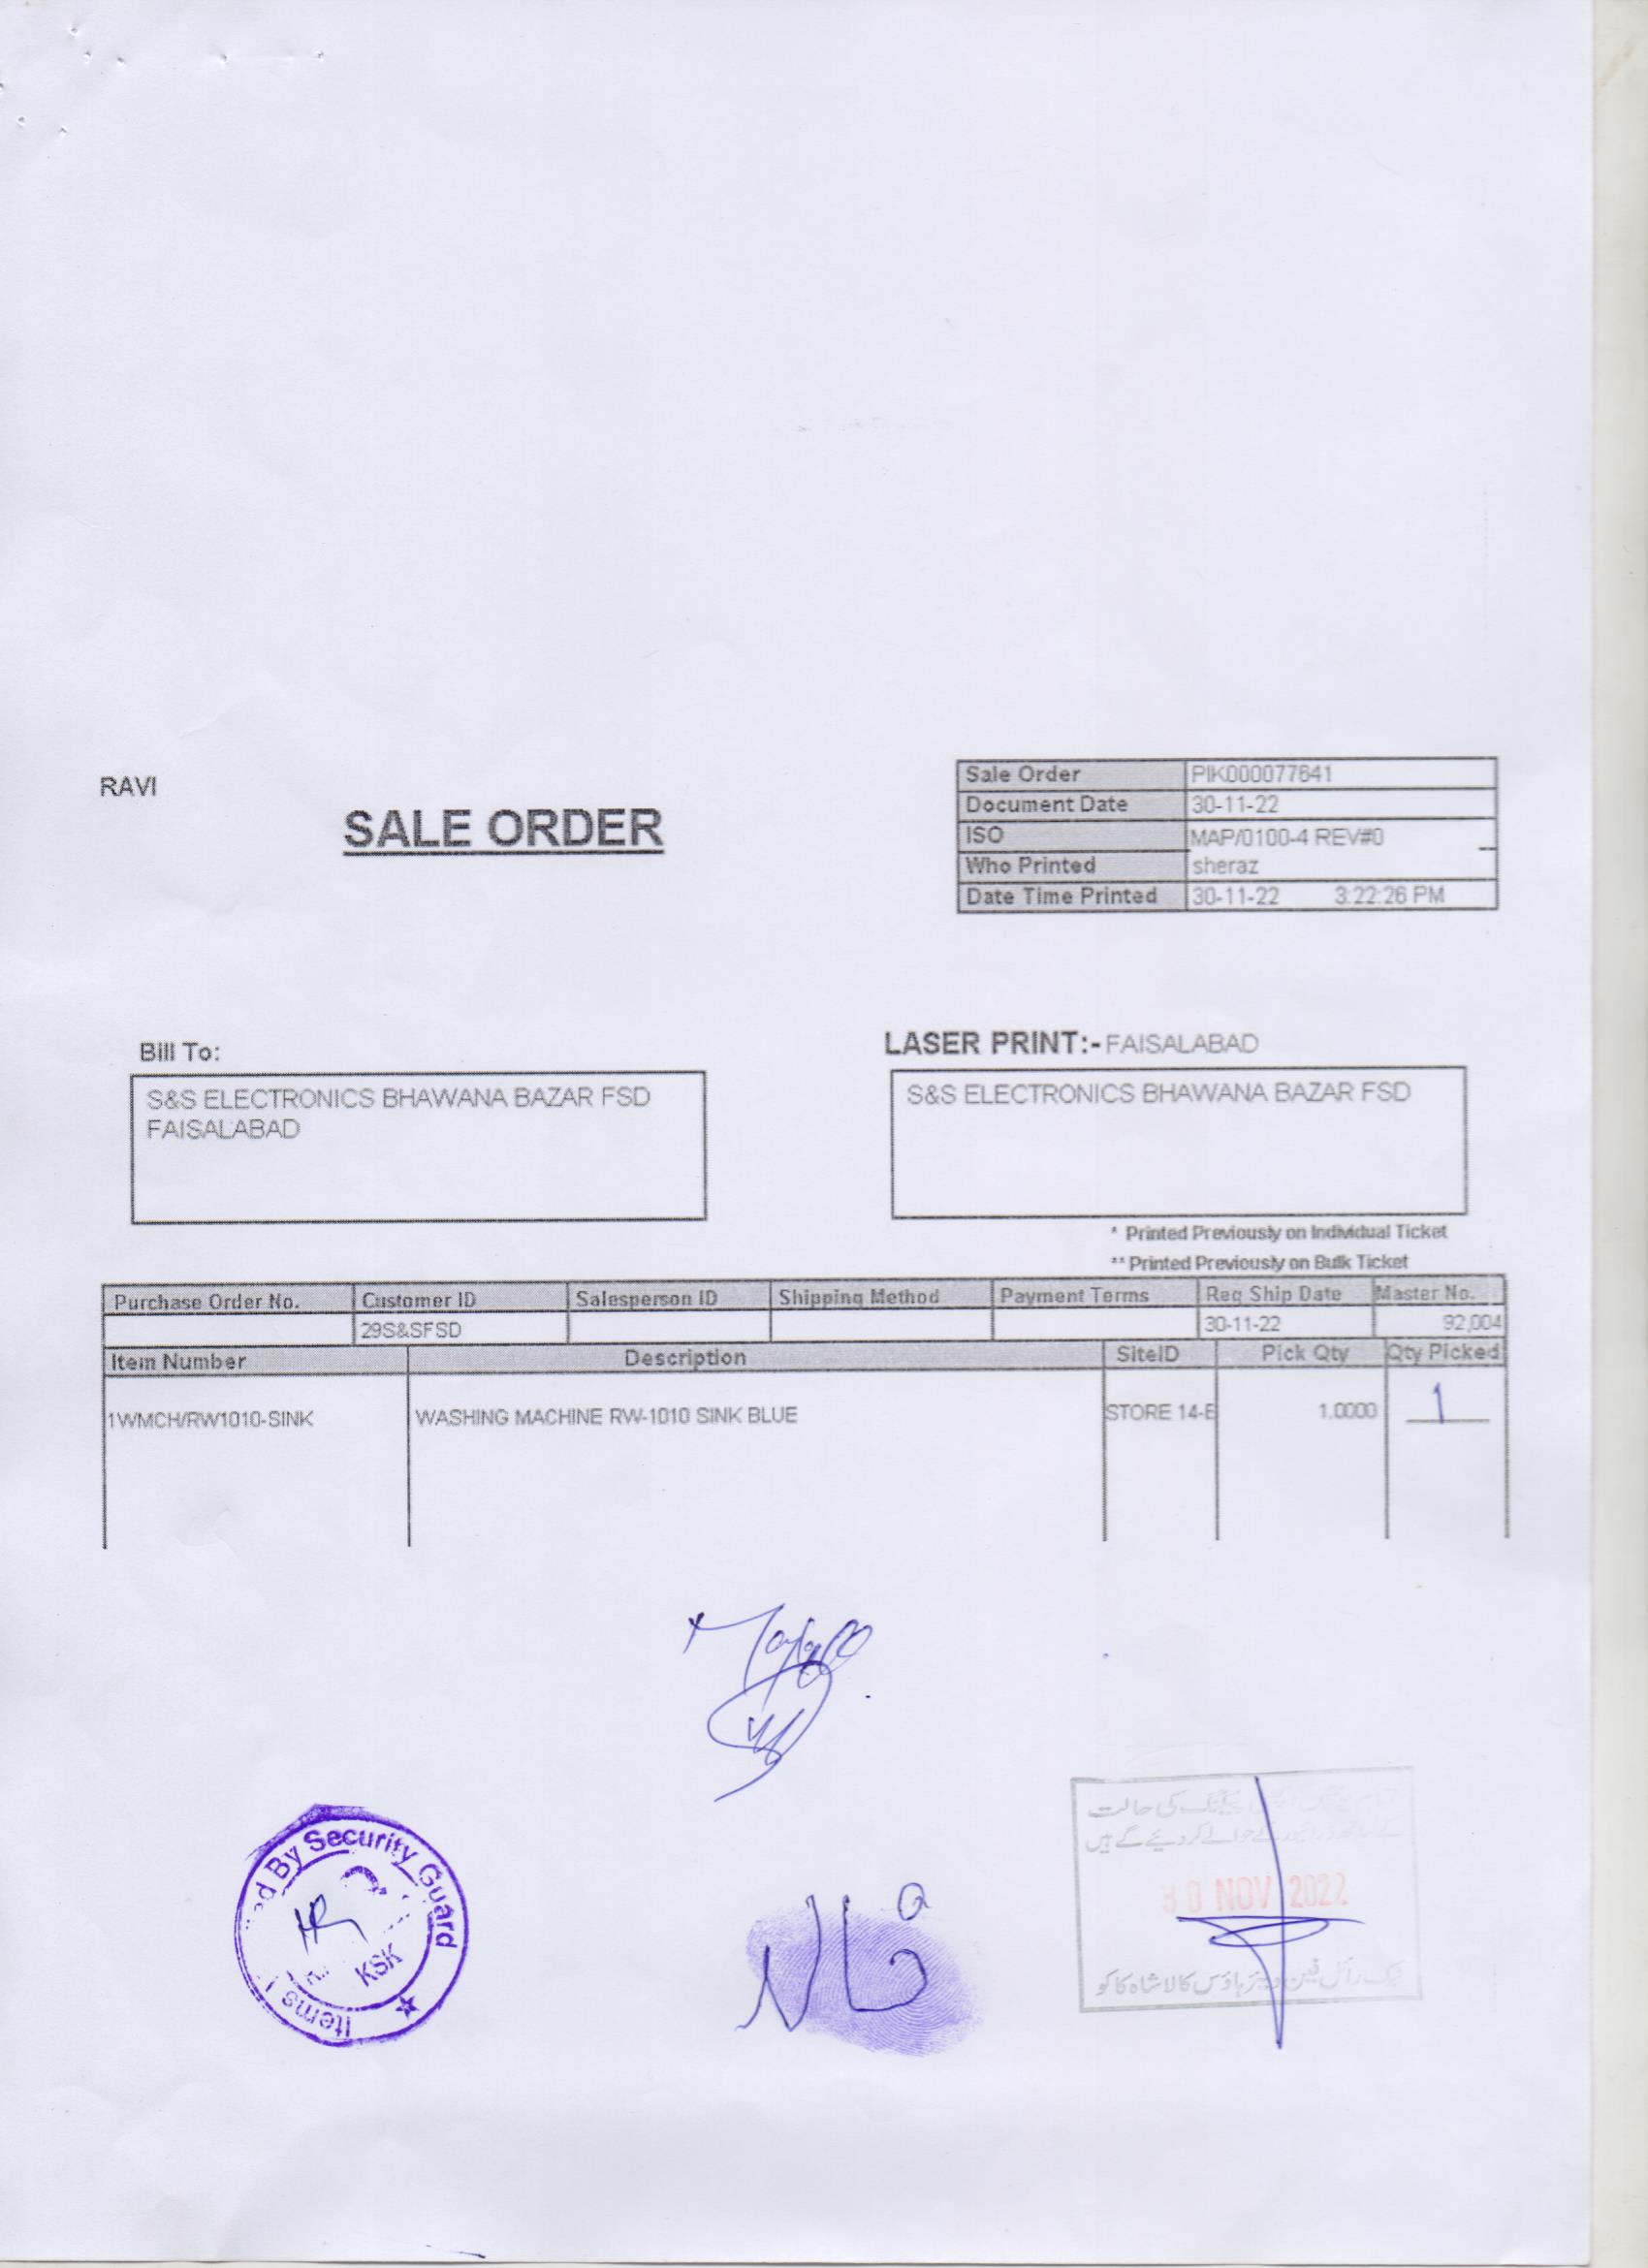 RAVI
SALE ORDER
Sale Order PIK000077641
Document Date 30-11-22
ISO MAP/0100-4 REV#0
Who Printed sheraz
Date Time Printed 30-11-22 3:22:26 PM
Bill To:
S&S ELECTRONICS BHAWANA BAZAR FSD
FAISALABAD
LASER PRINT:- FAISALABAD
S&S ELECTRONICS BHAWANA BAZAR FSD
* Printed Previously on Individual Ticket
** Printed Previously on Bulk Ticket
Purchase Order No. Customer ID Salesperson ID Shipping Method Payment Terms Req Ship Date Master No.
29S&SFSD 30-11-22 92,004
Item Number Description SiteID Pick Qty Qty Picked
1WMCH/RW1010-SINK WASHING MACHINE RW-1010 SINK BLUE STORE 14-E 1.0000 1
کی حالت
حوالے کر دیئے گئے ہیں
30 NOV 2022
ہاؤس کالا شاہ کاکو
By Security Guard
KSK
Items